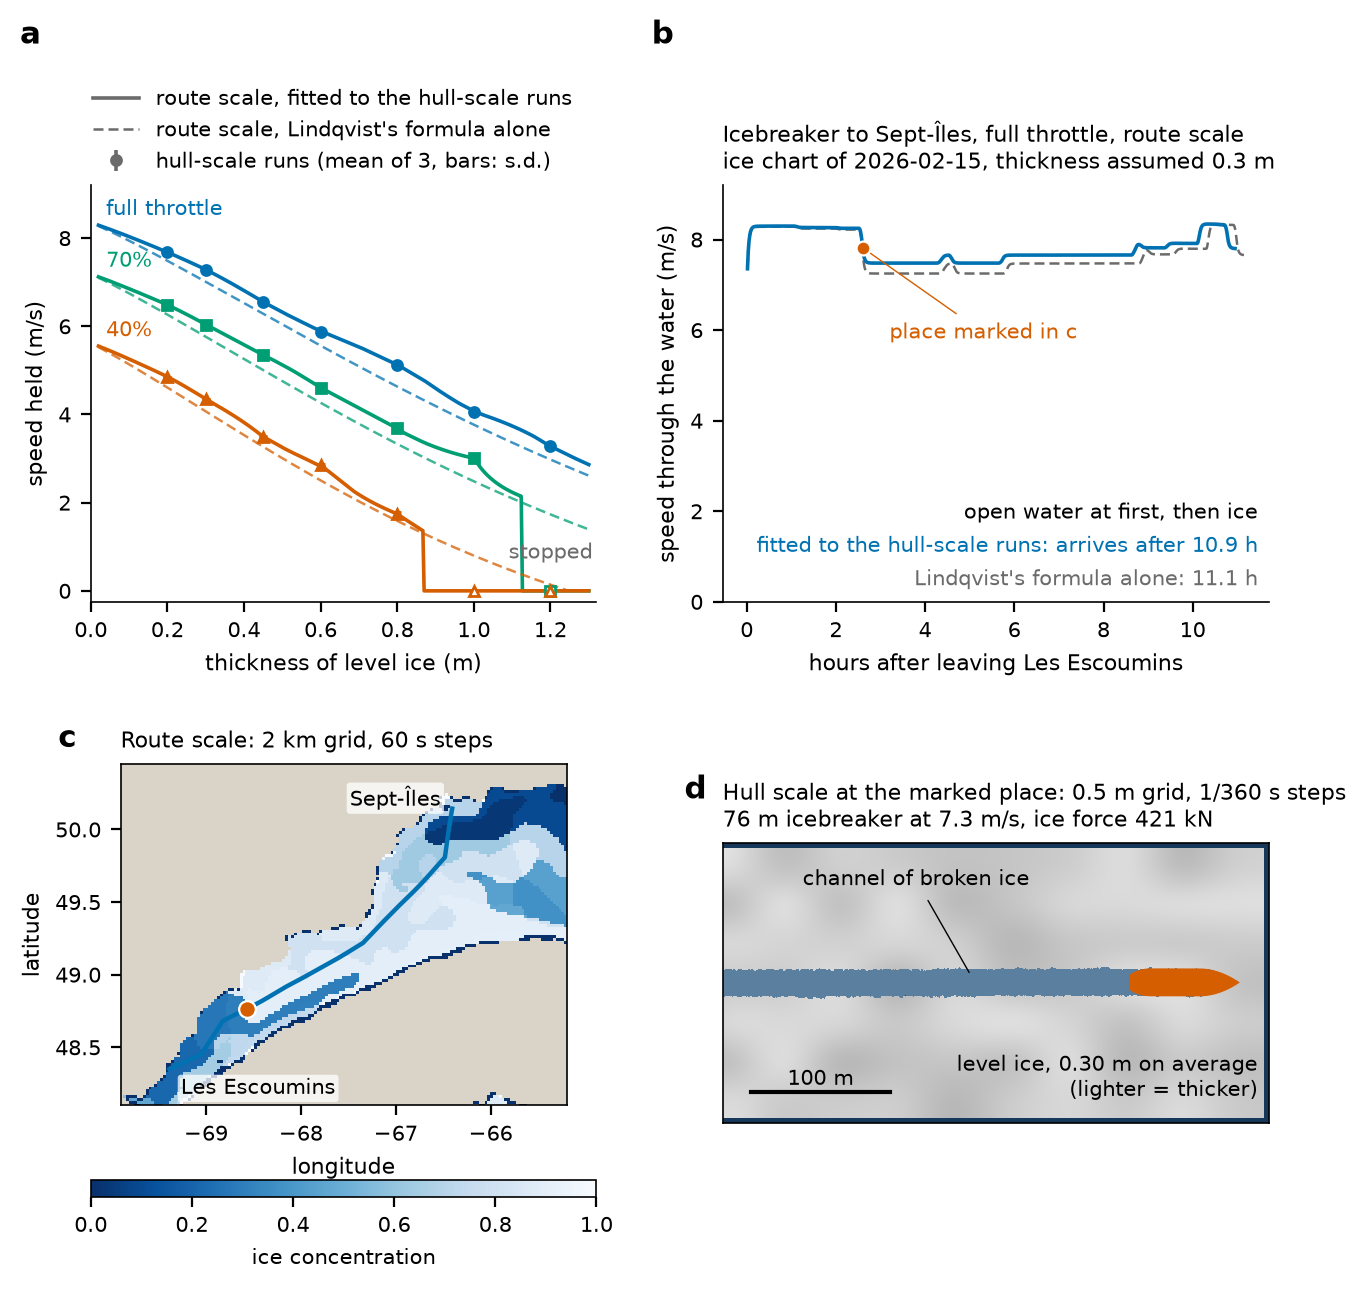 a
route scale, fitted to the hull-scale runs
route scale, Lindqvist's formula alone
hull-scale runs (mean of 3, bars: s.d.)
full throttle
70%
40%
stopped
speed held (m/s)
8
6
4
2
0
0.0 0.2 0.4 0.6 0.8 1.0 1.2
thickness of level ice (m)
b
Icebreaker to Sept-Îles, full throttle, route scale
ice chart of 2026-02-15, thickness assumed 0.3 m
speed through the water (m/s)
8
6
4
2
0
place marked in c
open water at first, then ice
fitted to the hull-scale runs: arrives after 10.9 h
Lindqvist's formula alone: 11.1 h
0 2 4 6 8 10
hours after leaving Les Escoumins
c
Route scale: 2 km grid, 60 s steps
Sept-Îles
Les Escoumins
latitude
50.0
49.5
49.0
48.5
−69 −68 −67 −66
longitude
0.0 0.2 0.4 0.6 0.8 1.0
ice concentration
d
Hull scale at the marked place: 0.5 m grid, 1/360 s steps
76 m icebreaker at 7.3 m/s, ice force 421 kN
channel of broken ice
level ice, 0.30 m on average
(lighter = thicker)
100 m